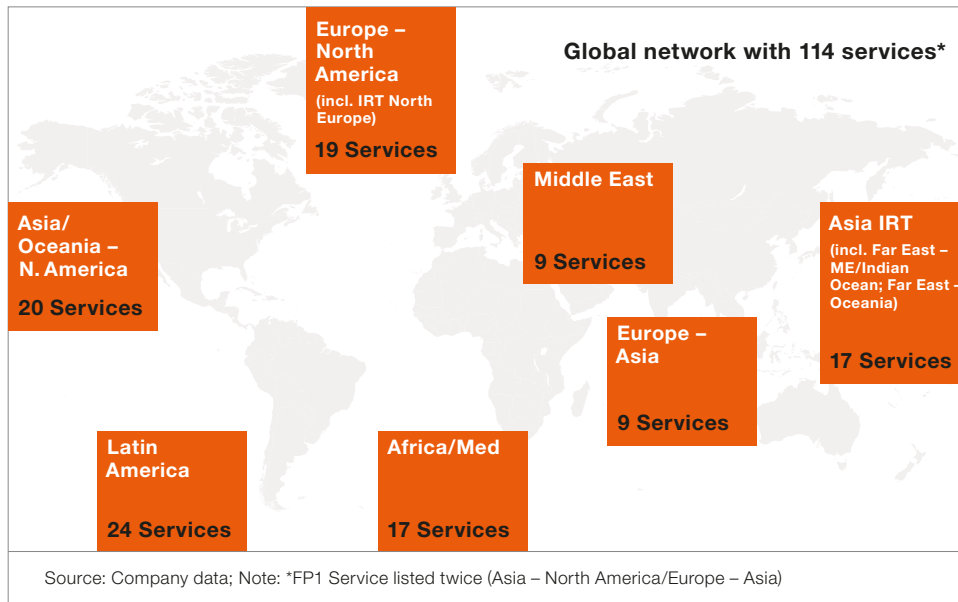 Global network with 114 services*
Europe –
North
America
(incl. IRT North
Europe)
19 Services
Middle East
9 Services
Asia/
Oceania –
N. America
20 Services
Asia IRT
(incl. Far East –
ME/Indian
Ocean; Far East –
Oceania)
17 Services
Europe –
Asia
9 Services
Latin
America
24 Services
Africa/Med
17 Services
Source: Company data; Note: *FP1 Service listed twice (Asia – North America/Europe – Asia)